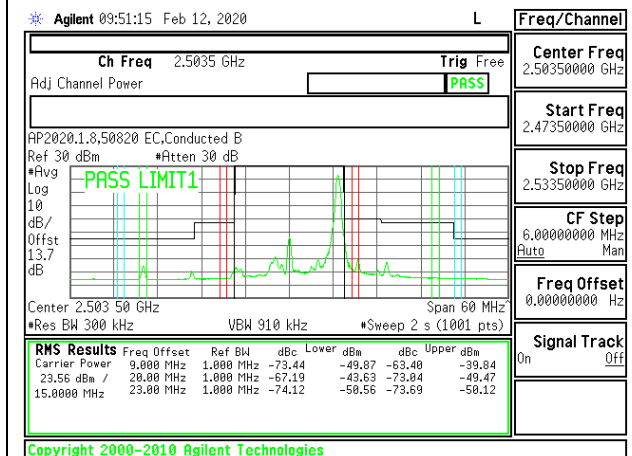 Agilent 09:51:15 Feb 12, 2020 L
Freq/Channel
Ch Freq 2.5035 GHz Trig Free
Adj Channel Power PASS
AP2020.1.8,50820 EC,Conducted B
Ref 30 dBm #Atten 30 dB
#Avg
Log
10
dB/
Offst
13.7
dB
PASS LIMIT1
Center 2.503 50 GHz Span 60 MHz^
#Res BW 300 kHz VBW 910 kHz #Sweep 2 s (1001 pts)
RMS Results Freq Offset Ref BW dBc Lower dBm dBc Upper dBm
Carrier Power 9.000 MHz 1.000 MHz -73.44 -49.87 -63.40 -39.84
23.56 dBm / 20.00 MHz 1.000 MHz -67.19 -43.63 -73.04 -49.47
15.0000 MHz 23.00 MHz 1.000 MHz -74.12 -50.56 -73.69 -50.12
Copyright 2000-2010 Agilent Technologies
Center Freq
2.50350000 GHz
Start Freq
2.47350000 GHz
Stop Freq
2.53350000 GHz
CF Step
6.00000000 MHz
Auto Man
Freq Offset
0.00000000 Hz
Signal Track
On Off